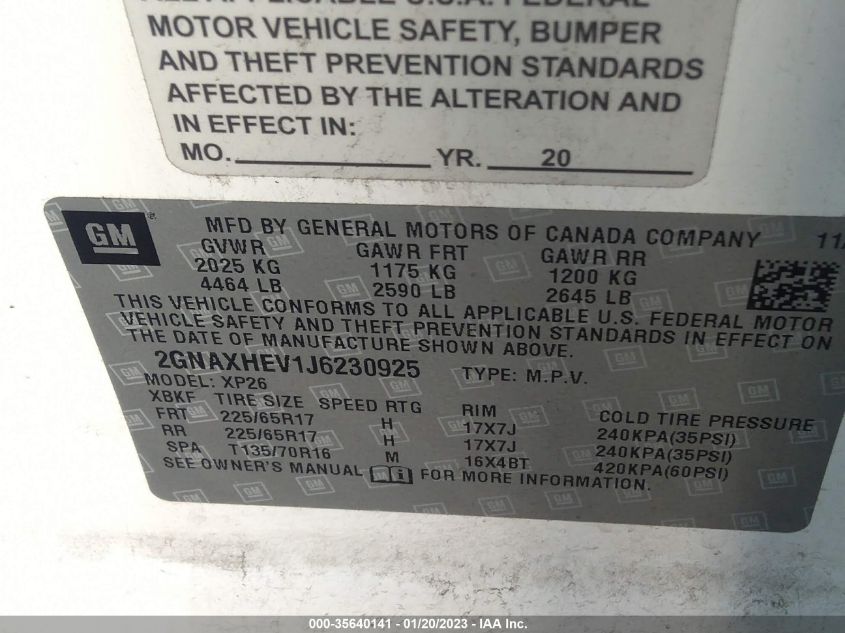 MOTOR VEHICLE SAFETY, BUMPER
AND THEFT PREVENTION STANDARDS
AFFECTED BY THE ALTERATION AND
IN EFFECT IN:
MO. YR. 20
GM MFD BY GENERAL MOTORS OF CANADA COMPANY 11/
GVWR GAWR FRT GAWR RR
2025 KG 1175 KG 1200 KG
4464 LB 2590 LB 2645 LB
THIS VEHICLE CONFORMS TO ALL APPLICABLE U.S. FEDERAL MOTOR
VEHICLE SAFETY AND THEFT PREVENTION STANDARDS IN EFFECT ON
THE DATE OF MANUFACTURE SHOWN ABOVE.
2GNAXHEV1J6230925 TYPE: M.P.V.
MODEL: XP26
XBKF TIRE SIZE SPEED RTG RIM COLD TIRE PRESSURE
FRT 225/65R17 H 17X7J 240KPA(35PSI)
RR 225/65R17 H 17X7J 240KPA(35PSI)
SPA T135/70R16 M 16X4BT 420KPA(60PSI)
SEE OWNER'S MANUAL FOR MORE INFORMATION.
000-35640141 - 01/20/2023 - IAA Inc.